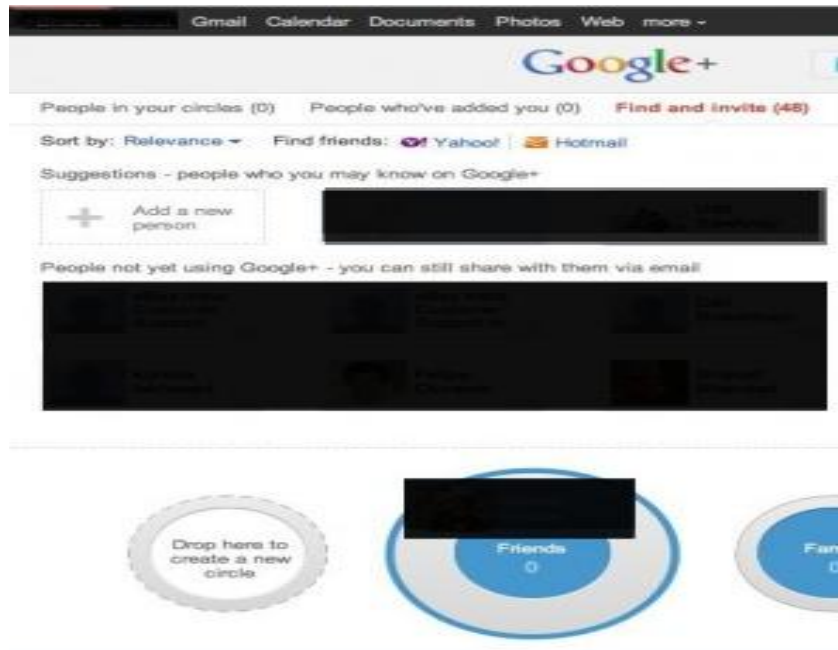 Gmail Calendar Documents Photos Web more
Google+
People in your circles (0) People who've added you (0) Find and invite (48)
Sort by: Relevance Find friends: Yahoo! Hotmail
Suggestions - people who you may know on Google+
Add a new
person
People not yet using Google+ - you can still share with them via email
Drop here to
create a new
circle
Friends
0